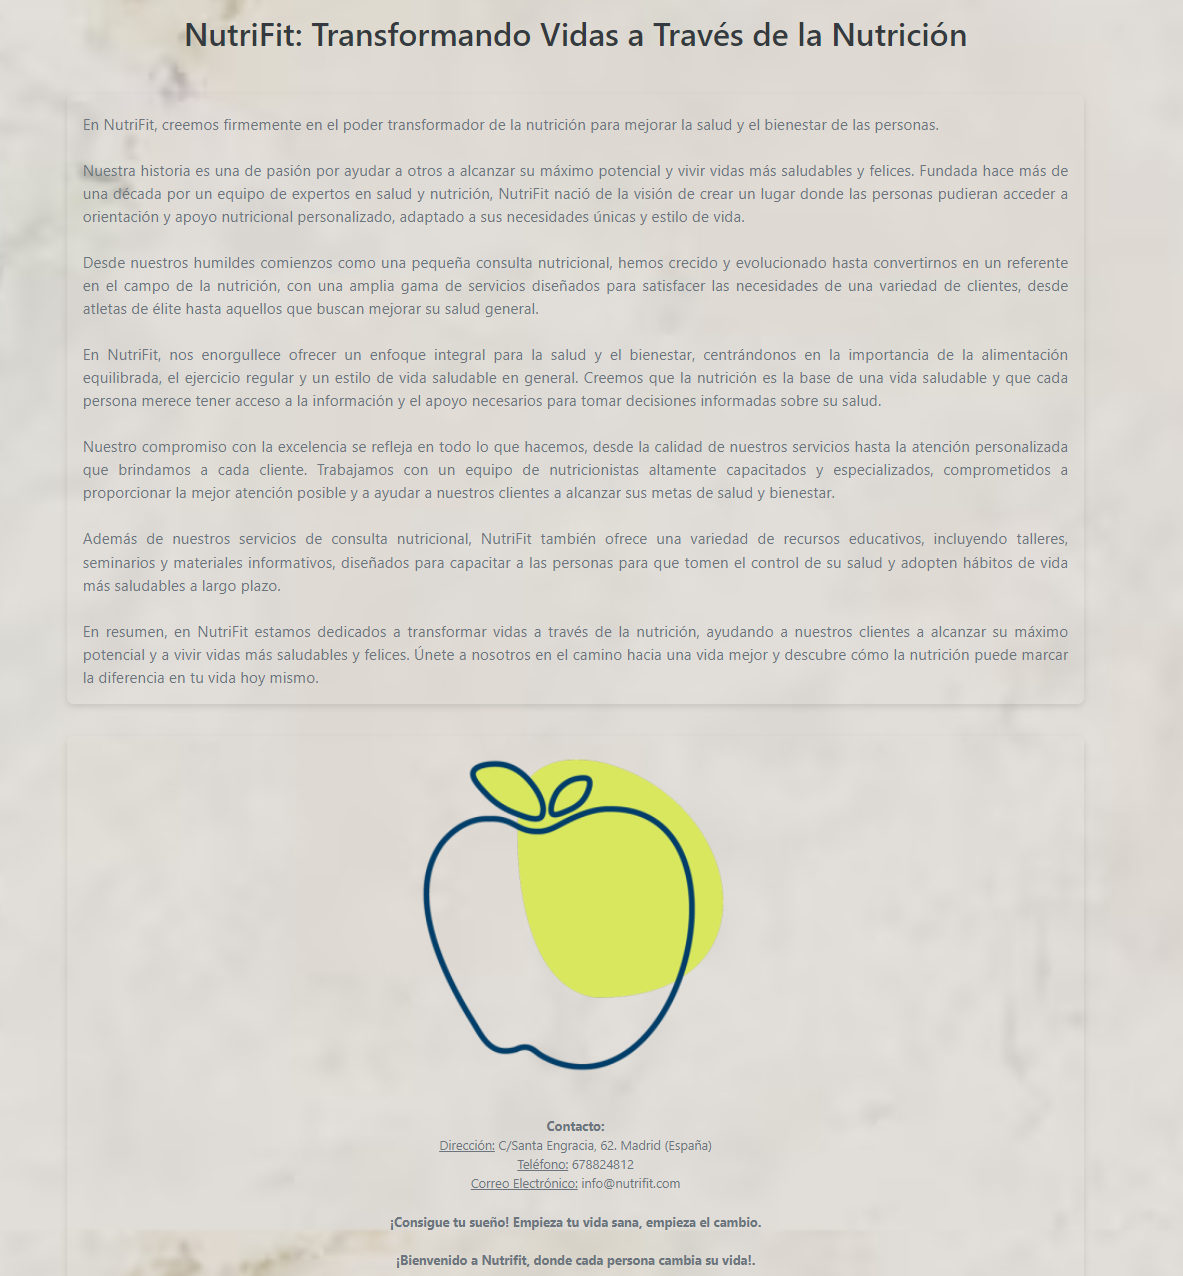 NutriFit: Transformando Vidas a Través de la Nutrición
En NutriFit, creemos firmemente en el poder transformador de la nutrición para mejorar la salud y el bienestar de las personas.
Nuestra historia es una de pasión por ayudar a otros a alcanzar su máximo potencial y vivir vidas más saludables y felices. Fundada hace más de
una década por un equipo de expertos en salud y nutrición, NutriFit nació de la visión de crear un lugar donde las personas pudieran acceder a
orientación y apoyo nutricional personalizado, adaptado a sus necesidades únicas y estilo de vida.
Desde nuestros humildes comienzos como una pequeña consulta nutricional, hemos crecido y evolucionado hasta convertirnos en un referente
en el campo de la nutrición, con una amplia gama de servicios diseñados para satisfacer las necesidades de una variedad de clientes, desde
atletas de élite hasta aquellos que buscan mejorar su salud general.
En NutriFit, nos enorgullece ofrecer un enfoque integral para la salud y el bienestar, centrándonos en la importancia de la alimentación
equilibrada, el ejercicio regular y un estilo de vida saludable en general. Creemos que la nutrición es la base de una vida saludable y que cada
persona merece tener acceso a la información y el apoyo necesarios para tomar decisiones informadas sobre su salud.
Nuestro compromiso con la excelencia se refleja en todo lo que hacemos, desde la calidad de nuestros servicios hasta la atención personalizada
que brindamos a cada cliente. Trabajamos con un equipo de nutricionistas altamente capacitados y especializados, comprometidos a
proporcionar la mejor atención posible y a ayudar a nuestros clientes a alcanzar sus metas de salud y bienestar.
Además de nuestros servicios de consulta nutricional, NutriFit también ofrece una variedad de recursos educativos, incluyendo talleres,
seminarios y materiales informativos, diseñados para capacitar a las personas para que tomen el control de su salud y adopten hábitos de vida
más saludables a largo plazo.
En resumen, en NutriFit estamos dedicados a transformar vidas a través de la nutrición, ayudando a nuestros clientes a alcanzar su máximo
potencial y a vivir vidas más saludables y felices. Únete a nosotros en el camino hacia una vida mejor y descubre cómo la nutrición puede marcar
la diferencia en tu vida hoy mismo.
Contacto:
Dirección: C/Santa Engracia, 62. Madrid (España)
Teléfono: 678824812
Correo Electrónico: info@nutrifit.com
¡Consigue tu sueño! Empieza tu vida sana, empieza el cambio.
¡Bienvenido a Nutrifit, donde cada persona cambia su vida!.